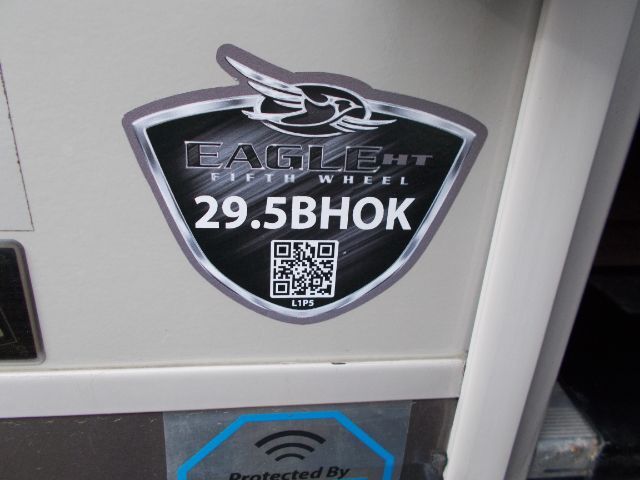 EAGLE HT
FIFTH WHEEL
29.5BHOK
L1P5
Protected By